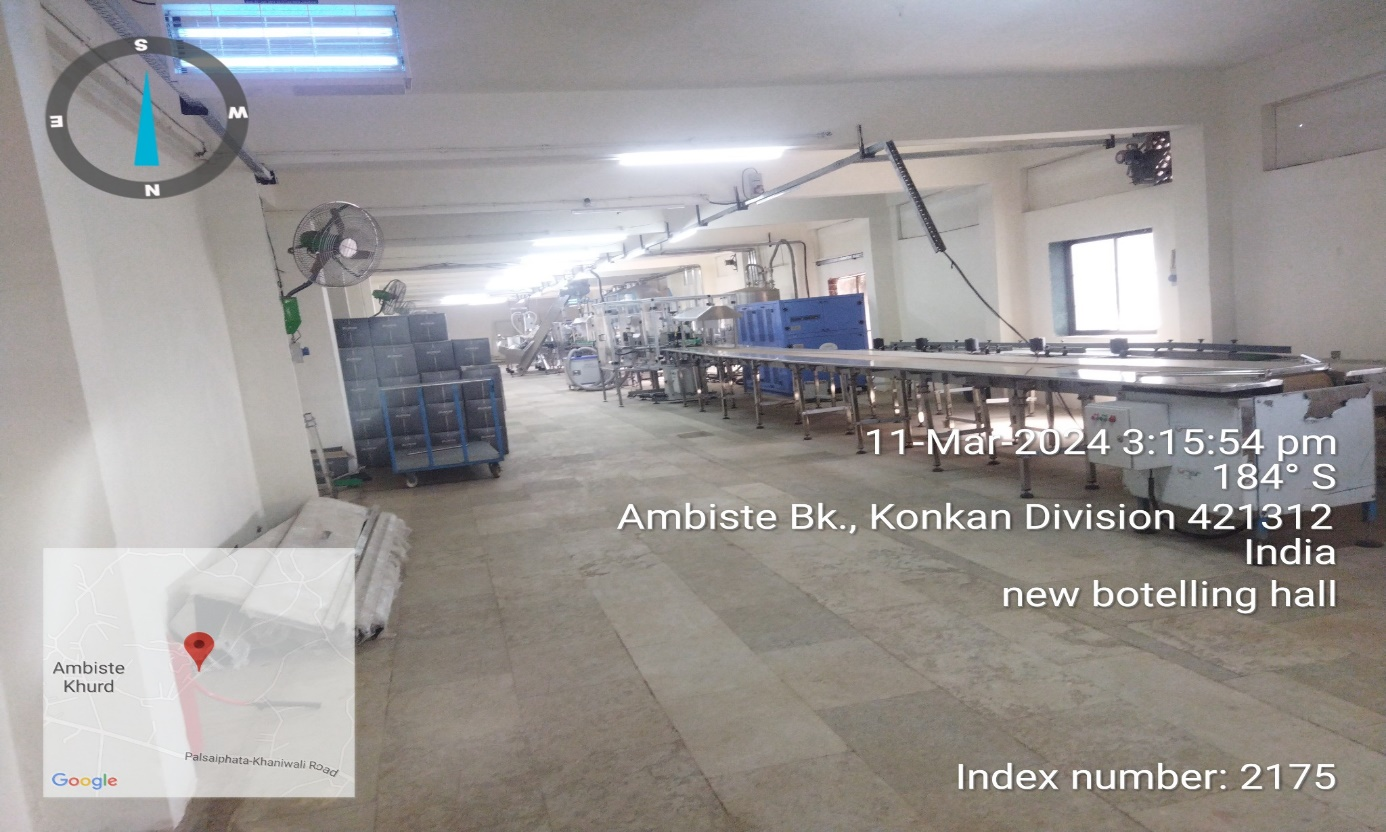 S
W
E
N
11-Mar-2024 3:15:54 pm
184° S
Ambiste Bk., Konkan Division 421312
India
new botelling hall
Ambiste
Khurd
Palsaiphata-Khaniwali Road
Google
Index number: 2175